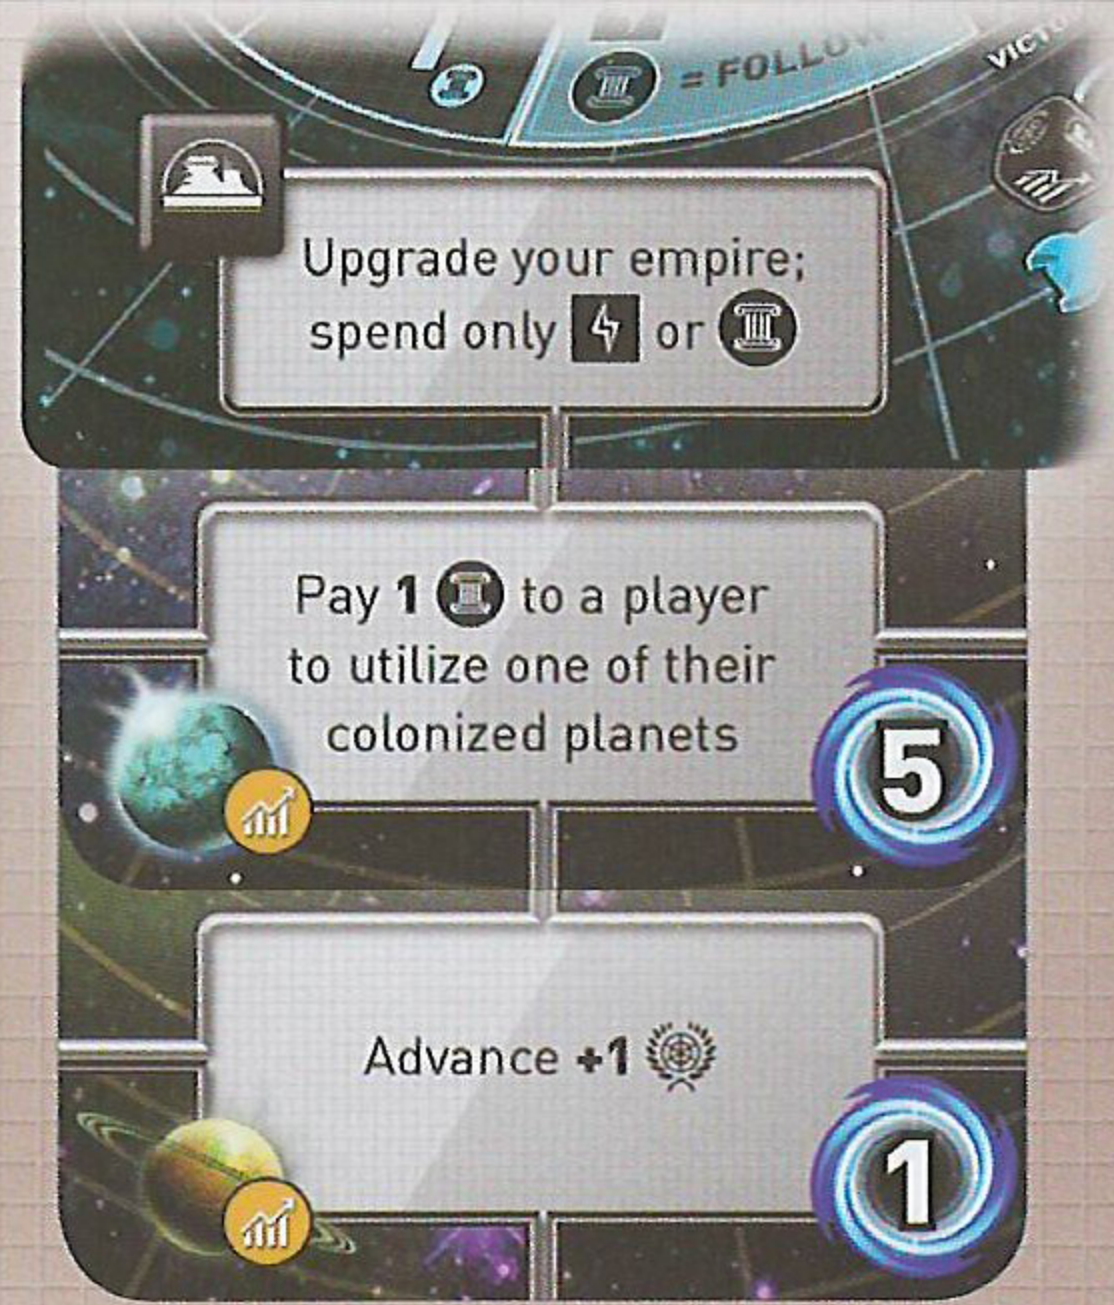 = FOLLOW
VICTO
Upgrade your empire;
spend only or
Pay 1 to a player
to utilize one of their
colonized planets
5
Advance +1
1